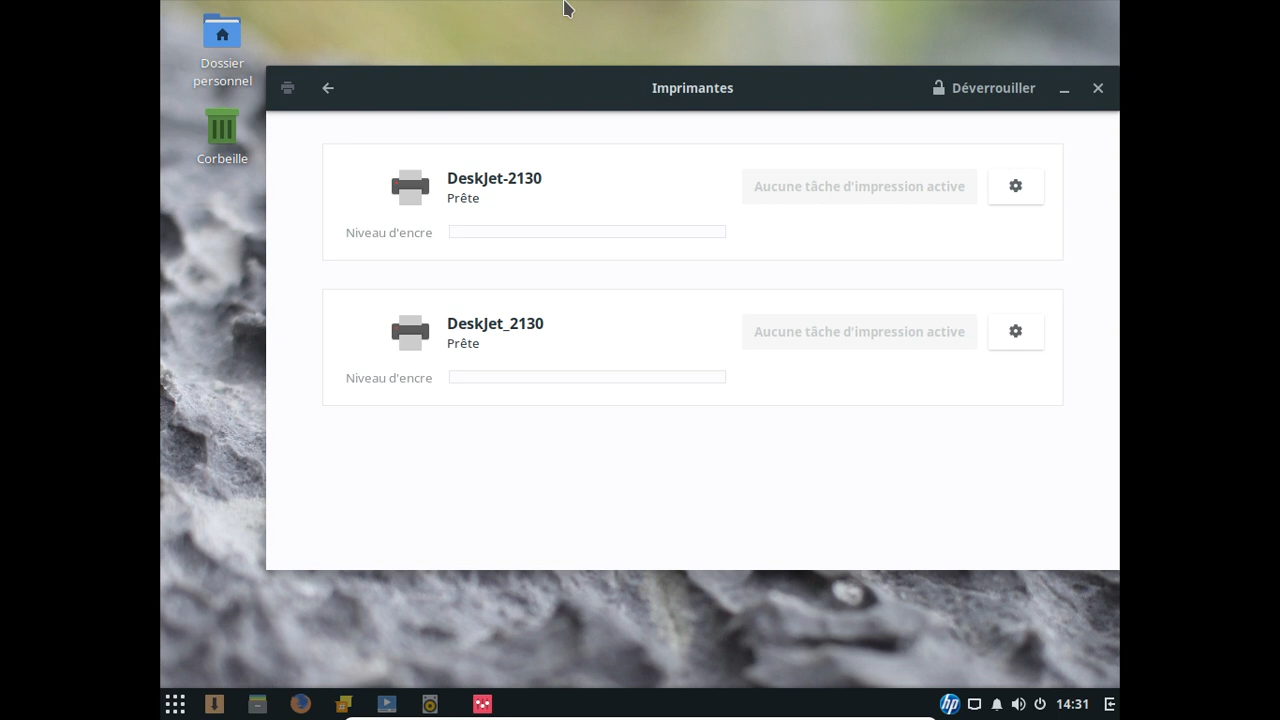 Dossier
personnel
Corbeille
Imprimantes
Déverrouiller
DeskJet-2130
Prête
Aucune tâche d'impression active
Niveau d'encre
DeskJet_2130
Prête
Aucune tâche d'impression active
Niveau d'encre
hp
14:31